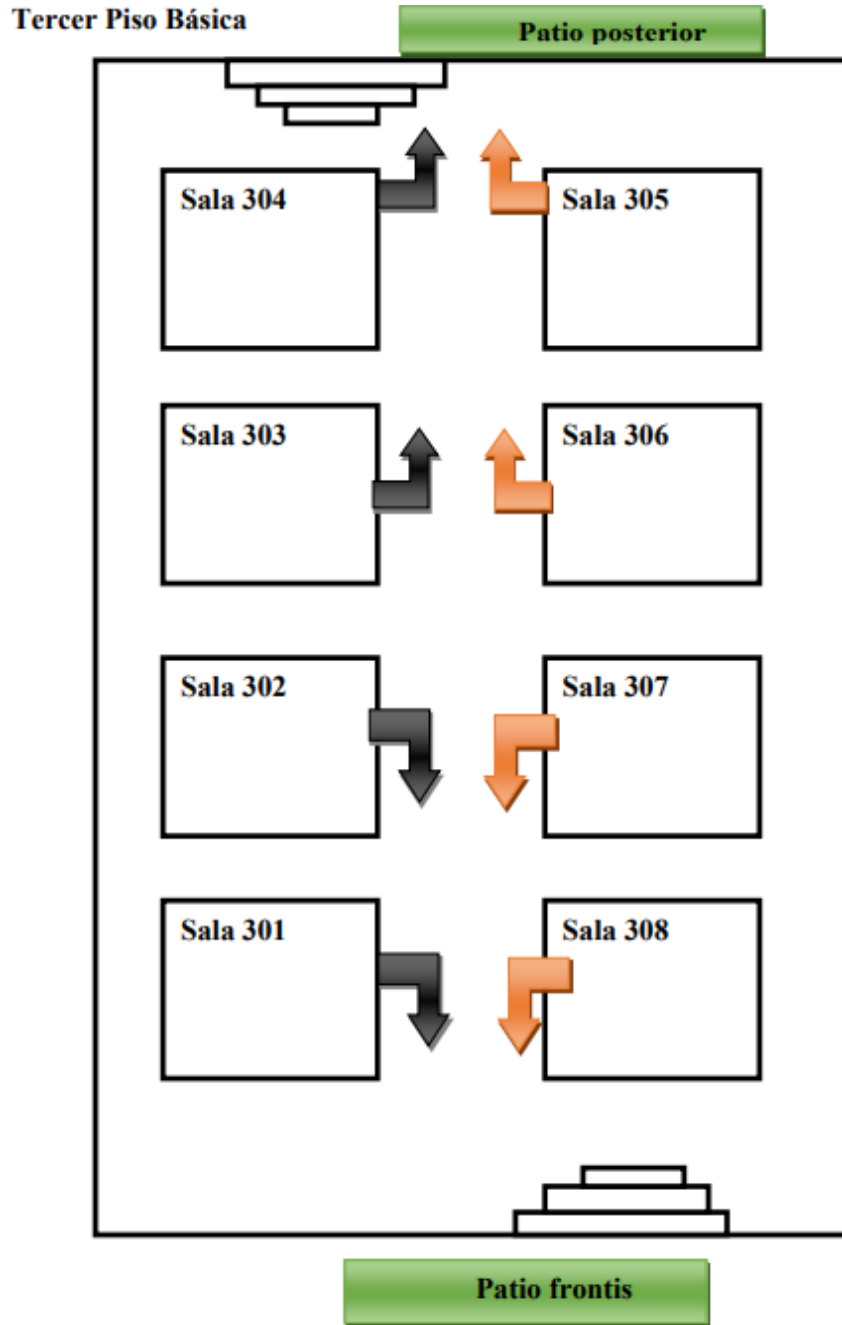 Tercer Piso Básica
Patio posterior
Sala 304
Sala 305
Sala 303
Sala 306
Sala 302
Sala 307
Sala 301
Sala 308
Patio frontis